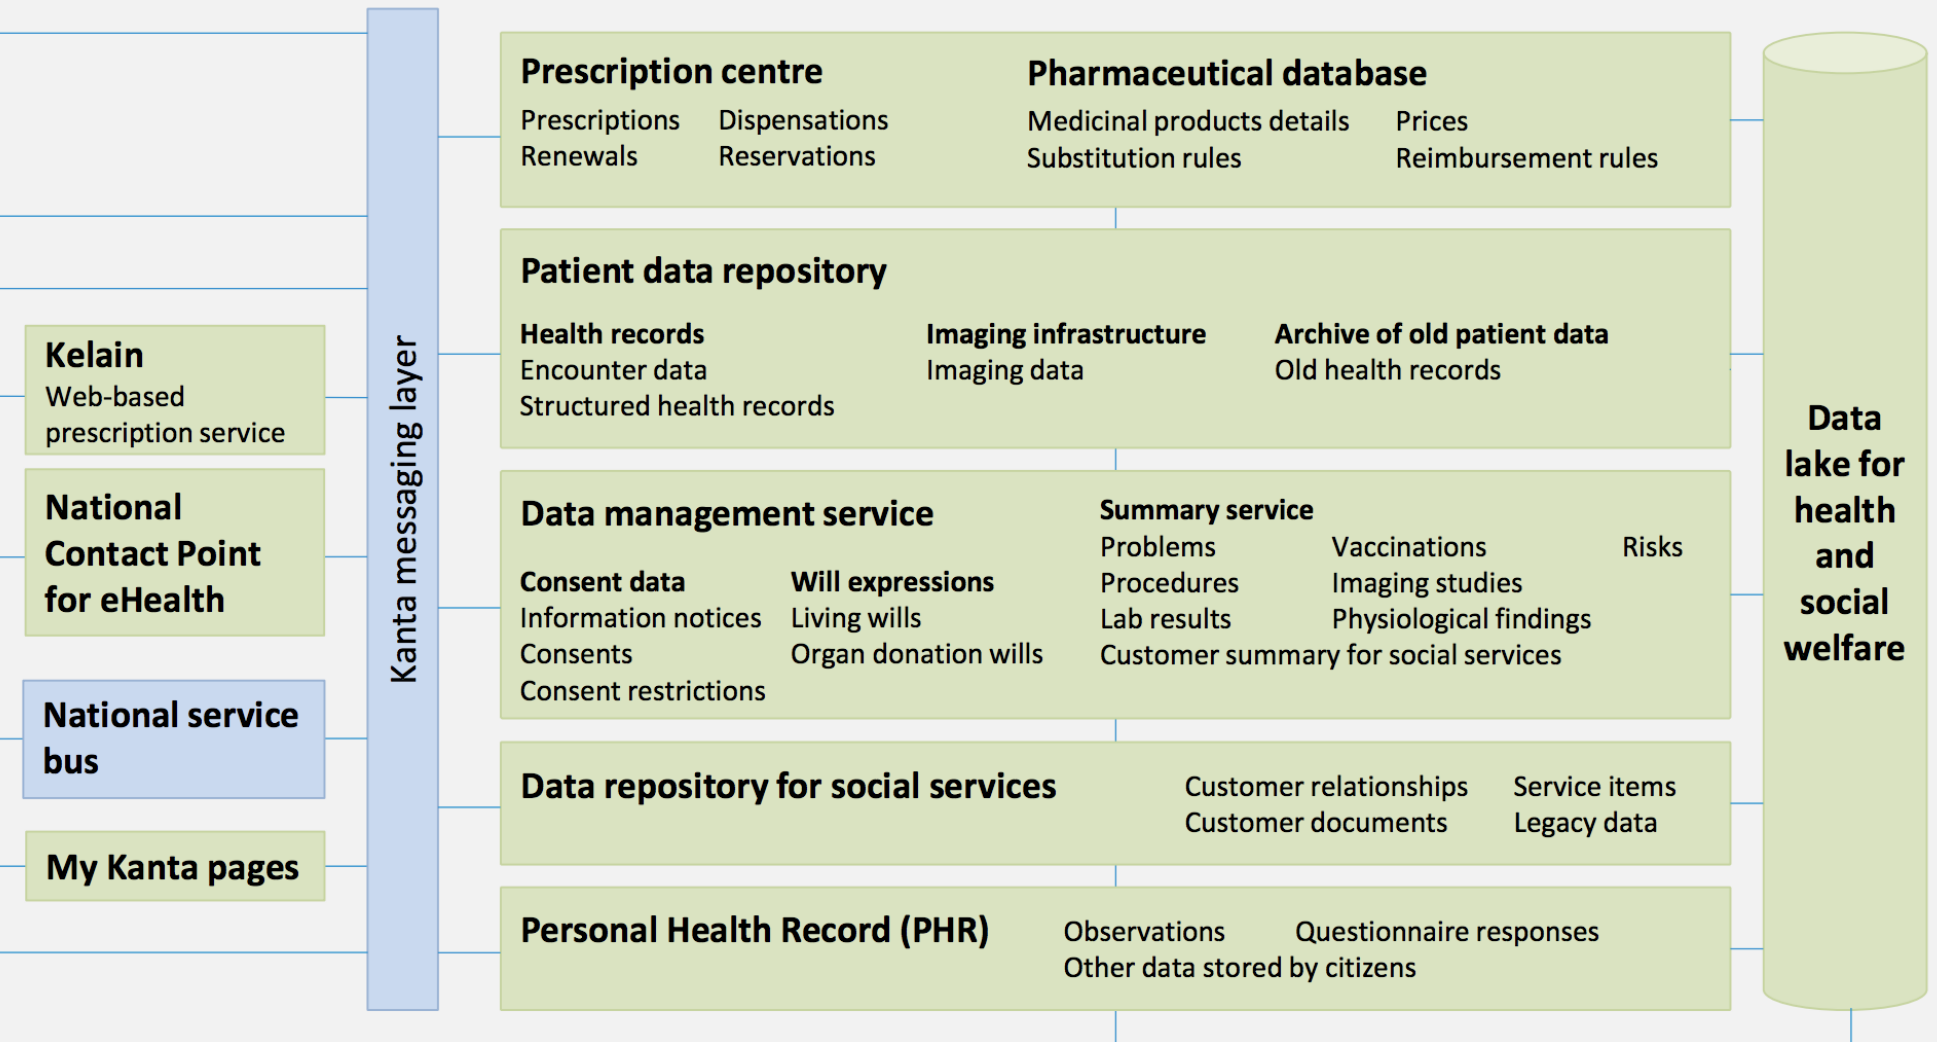 Kelain
Web-based
prescription service
National
Contact Point
for eHealth
National service
bus
My Kanta pages
Kanta messaging layer
Prescription centre
Prescriptions Dispensations
Renewals Reservations
Pharmaceutical database
Medicinal products details Prices
Substitution rules Reimbursement rules
Patient data repository
Health records
Encounter data
Structured health records
Imaging infrastructure
Imaging data
Archive of old patient data
Old health records
Data management service
Consent data
Information notices
Consents
Consent restrictions
Will expressions
Living wills
Organ donation wills
Summary service
Problems Vaccinations Risks
Procedures Imaging studies
Lab results Physiological findings
Customer summary for social services
Data repository for social services
Customer relationships Service items
Customer documents Legacy data
Personal Health Record (PHR)
Observations Questionnaire responses
Other data stored by citizens
Data
lake for
health
and
social
welfare